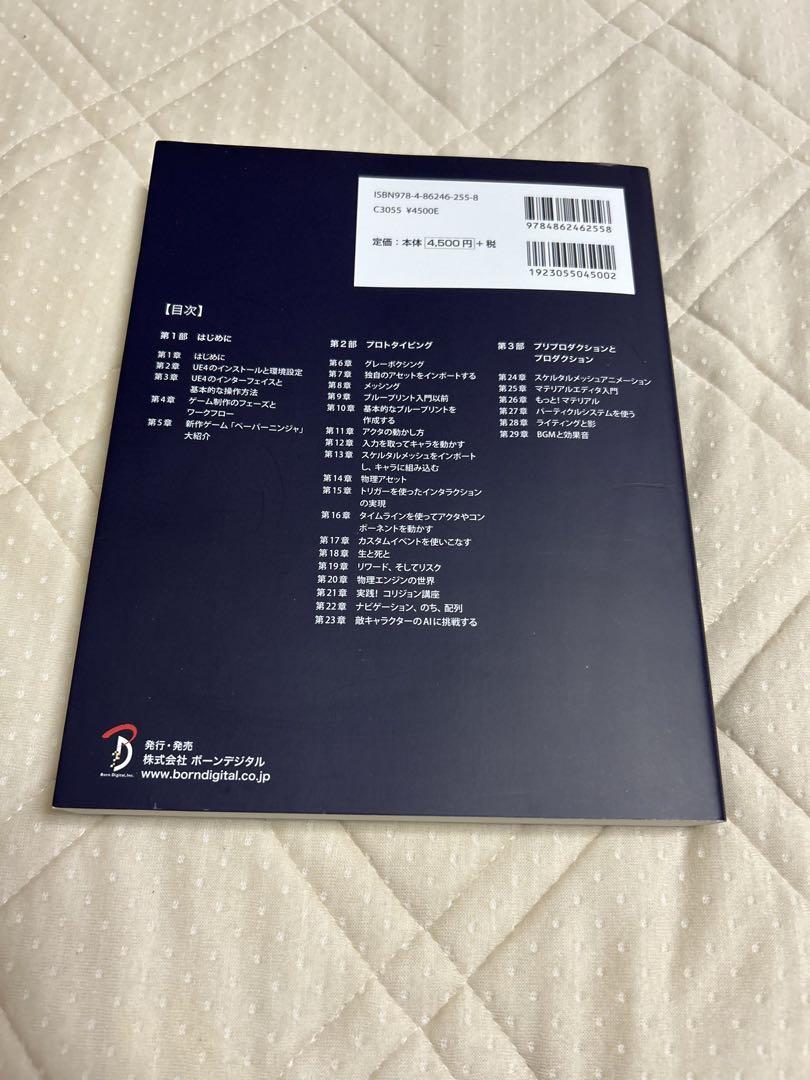 ISBN978-4-86246-255-8
C3055 ¥4500E
定価：本体 4,500円 +税
9784862462558
1923055045002
【目次】
第1部 はじめに
第1章 はじめに
第2章 UE4のインストールと環境設定
第3章 UE4のインターフェイスと
基本的な操作方法
第4章 ゲーム制作のフェーズと
ワークフロー
第5章 新作ゲーム「ペーパーニンジャ」
大紹介
第2部 プロトタイピング
第6章 グレーボクシング
第7章 独自のアセットをインポートする
第8章 メッシング
第9章 ブループリント入門以前
第10章 基本的なブループリントを
作成する
第11章 アクタの動かし方
第12章 入力を取ってキャラを動かす
第13章 スケルタルメッシュをインポート
し、キャラに組み込む
第14章 物理アセット
第15章 トリガーを使ったインタラクション
の実現
第16章 タイムラインを使ってアクタやコン
ポーネントを動かす
第17章 カスタムイベントを使いこなす
第18章 生と死と
第19章 リワード、そしてリスク
第20章 物理エンジンの世界
第21章 実践! コリジョン講座
第22章 ナビゲーション、のち、配列
第23章 敵キャラクターのAIに挑戦する
第3部 プリプロダクションと
プロダクション
第24章 スケルタルメッシュアニメーション
第25章 マテリアルエディタ入門
第26章 もっと! マテリアル
第27章 パーティクルシステムを使う
第28章 ライティングと影
第29章 BGMと効果音
Born Digital, Inc.
発行・発売
株式会社 ボーンデジタル
www.borndigital.co.jp